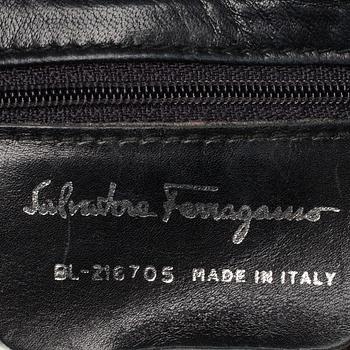 Salvatore Ferragamo
BL-216705 MADE IN ITALY